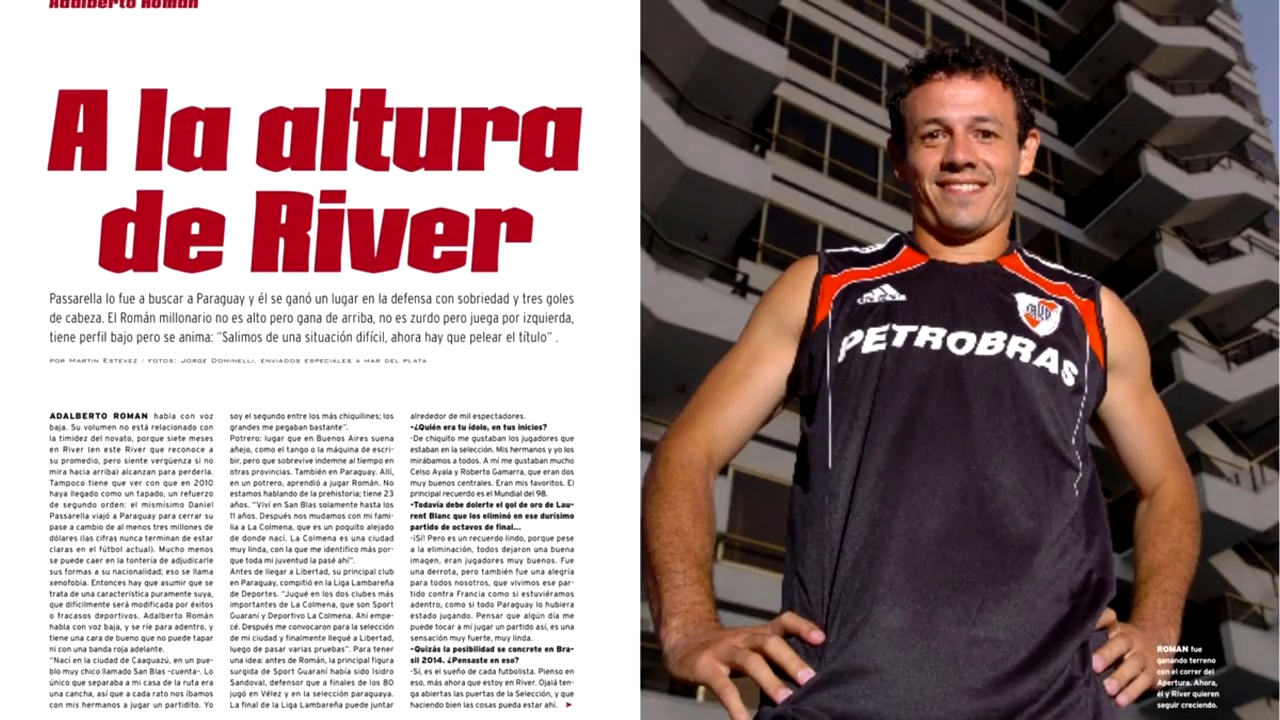 Adalberto Román
A la altura
de River
Passarella lo fue a buscar a Paraguay y él se ganó un lugar en la defensa con sobriedad y tres goles
de cabeza. El Román millonario no es alto pero gana de arriba, no es zurdo pero juega por izquierda,
tiene perfil bajo pero se anima: “Salimos de una situación difícil, ahora hay que pelear el título” .
POR MARTIN ESTÉVEZ / FOTOS: JORGE DOMINELLI, ENVIADOS ESPECIALES A MAR DEL PLATA
ADALBERTO ROMAN habla con voz
baja. Su volumen no está relacionado con
la timidez del novato, porque siete meses
en River (en este River que reconoce a
su promedio, pero siente vergüenza si no
mira hacia arriba) alcanzan para perderla.
Tampoco tiene que ver con que en 2010
haya llegado como un tapado, un refuerzo
de segundo orden: el mismísimo Daniel
Passarella viajó a Paraguay para cerrar su
pase a cambio de al menos tres millones de
dólares (las cifras nunca terminan de estar
claras en el fútbol actual). Mucho menos
se puede caer en la tontería de adjudicarle
sus formas a su nacionalidad; eso se llama
xenofobia. Entonces hay que asumir que se
trata de una característica puramente suya,
que difícilmente será modificada por éxitos
o fracasos deportivos. Adalberto Román
habla con voz baja, y se ríe para adentro, y
tiene una cara de bueno que no puede tapar
ni con una banda roja adelante.
“Nací en la ciudad de Caaguazú, en un pue-
blo muy chico llamado San Blas -cuenta-. Lo
único que separaba a mi casa de la ruta era
una cancha, así que a cada rato nos íbamos
con mis hermanos a jugar un partidito. Yo
soy el segundo entre los más chiquilines; los
grandes me pegaban bastante”.
Potrero: lugar que en Buenos Aires suena
añejo, como el tango o la máquina de escri-
bir, pero que sobrevive indemne al tiempo en
otras provincias. También en Paraguay. Allí,
en un potrero, aprendió a jugar Román. No
estamos hablando de la prehistoria; tiene 23
años. “Viví en San Blas solamente hasta los
11 años. Después nos mudamos con mi fami-
lia a La Colmena, que es un poquito alejado
de donde nací. La Colmena es una ciudad
muy linda, con la que me identifico más por-
que toda mi juventud la pasé ahí”.
Antes de llegar a Libertad, su principal club
en Paraguay, compitió en la Liga Lambareña
de Deportes. “Jugué en los dos clubes más
importantes de La Colmena, que son Sport
Guaraní y Deportivo La Colmena. Ahí empe-
cé. Después me convocaron para la selección
de mi ciudad y finalmente llegué a Libertad,
luego de pasar varias pruebas”. Para tener
una idea: antes de Román, la principal figura
surgida de Sport Guaraní había sido Isidro
Sandoval, defensor que a finales de los 80
jugó en Vélez y en la selección paraguaya.
La final de la Liga Lambareña puede juntar
alrededor de mil espectadores.
-¿Quién era tu ídolo, en tus inicios?
-De chiquito me gustaban los jugadores que
estaban en la selección. Mis hermanos y yo los
mirábamos a todos. A mí me gustaban mucho
Celso Ayala y Roberto Gamarra, que eran dos
muy buenos centrales. Eran mis favoritos. El
principal recuerdo es el Mundial del 98.
-Todavía debe dolerte el gol de oro de Lau-
rent Blanc que los eliminó en ese durísimo
partido de octavos de final...
-¡Sí! Pero es un recuerdo lindo, porque pese
a la eliminación, todos dejaron una buena
imagen, eran jugadores muy buenos. Fue
una derrota, pero también fue una alegría
para todos nosotros, que vivimos ese par-
tido contra Francia como si estuviéramos
adentro, como si todo Paraguay lo hubiera
estado jugando. Pensar que algún día me
puede tocar a mí jugar un partido así, es una
sensación muy fuerte, muy linda.
-Quizás la posibilidad se concrete en Bra-
sil 2014. ¿Pensaste en eso?
-Sí, es el sueño de cada futbolista. Pienso en
eso, más ahora que estoy en River. Ojalá ten-
ga abiertas las puertas de la Selección, y que
haciendo bien las cosas pueda estar ahí.
adidas
PETROBRAS
ROMAN fue
ganando terreno
con el correr del
Apertura. Ahora,
él y River quieren
seguir creciendo.